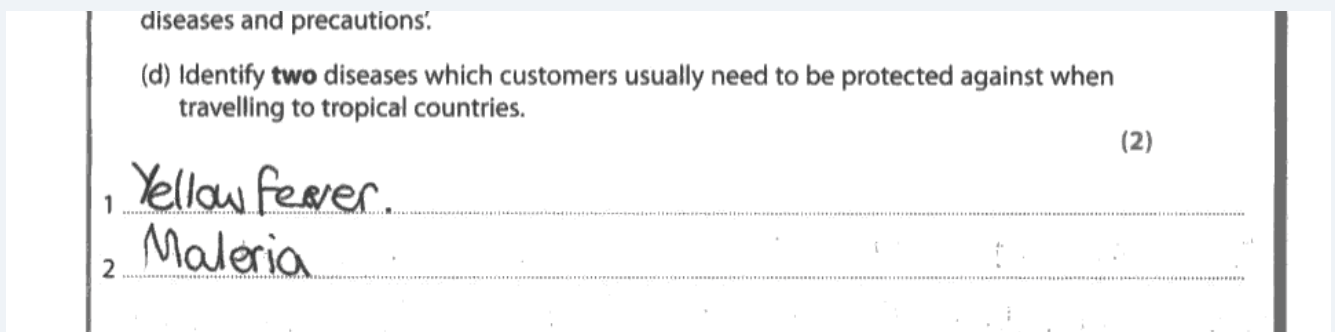 diseases and precautions'.
(d) Identify two diseases which customers usually need to be protected against when
travelling to tropical countries.
(2)
1 Yellow fever.
2 Maleria